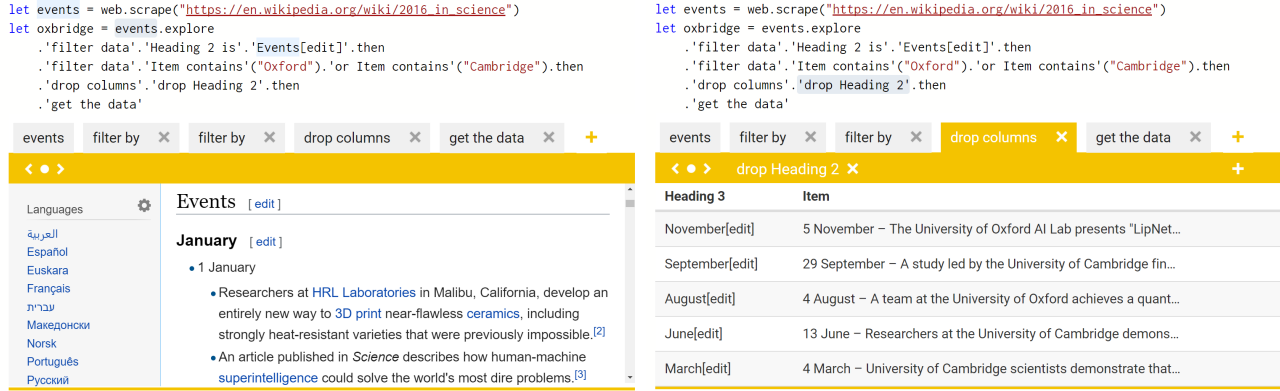 let events = web.scrape("https://en.wikipedia.org/wiki/2016_in_science")
let oxbridge = events.explore
.'filter data'.'Heading 2 is'.'Events[edit]'.then
.'filter data'.'Item contains'("Oxford").'or Item contains'("Cambridge").then
.'drop columns'.'drop Heading 2'.then
.'get the data'
events filter by × filter by × drop columns × get the data × +
Languages
العربية
Español
Euskara
Français
עברית
Македонски
Norsk
Português
Русский
Events [ edit ]
January [ edit ]
• 1 January
• Researchers at HRL Laboratories in Malibu, California, develop an
entirely new way to 3D print near-flawless ceramics, including
strongly heat-resistant varieties that were previously impossible.[2]
• An article published in Science describes how human-machine
superintelligence could solve the world's most dire problems.[3]
let events = web.scrape("https://en.wikipedia.org/wiki/2016_in_science")
let oxbridge = events.explore
.'filter data'.'Heading 2 is'.'Events[edit]'.then
.'filter data'.'Item contains'("Oxford").'or Item contains'("Cambridge").then
.'drop columns'.'drop Heading 2'.then
.'get the data'
events filter by × filter by × drop columns × get the data × +
drop Heading 2 × +
Heading 3 Item
November[edit] 5 November – The University of Oxford AI Lab presents "LipNet...
September[edit] 29 September – A study led by the University of Cambridge fin...
August[edit] 4 August – A team at the University of Oxford achieves a quant...
June[edit] 13 June – Researchers at the University of Cambridge demons...
March[edit] 4 March – University of Cambridge scientists demonstrate that...